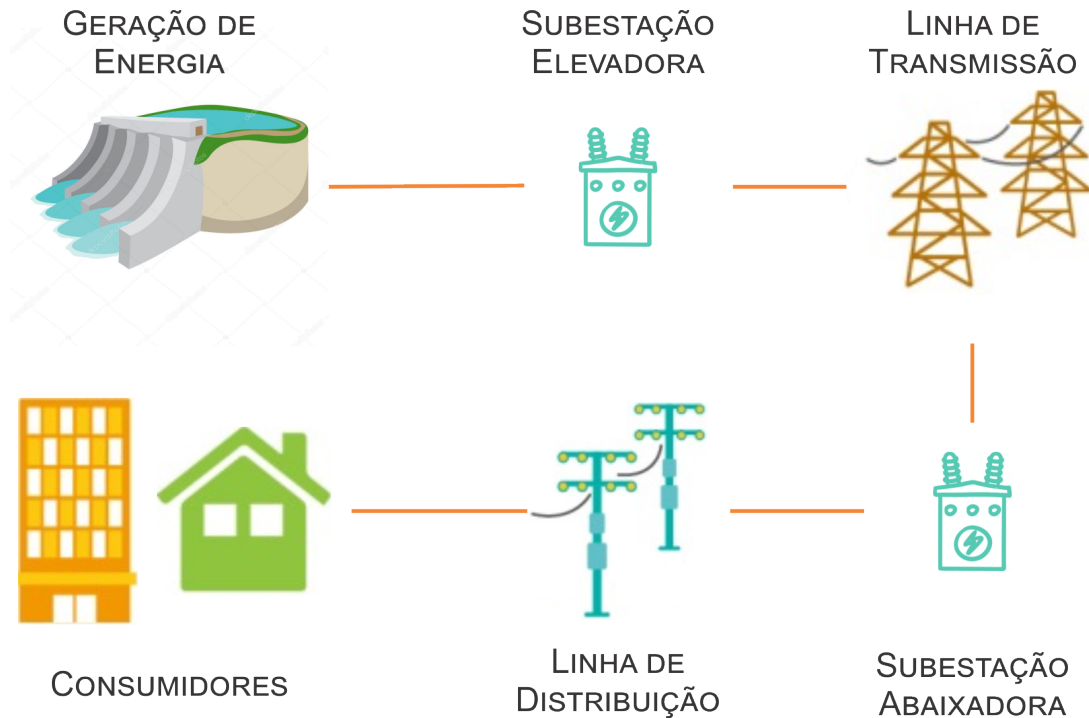 GERAÇÃO DE
ENERGIA
SUBESTAÇÃO
ELEVADORA
LINHA DE
TRANSMISSÃO
CONSUMIDORES
LINHA DE
DISTRIBUIÇÃO
SUBESTAÇÃO
ABAIXADORA